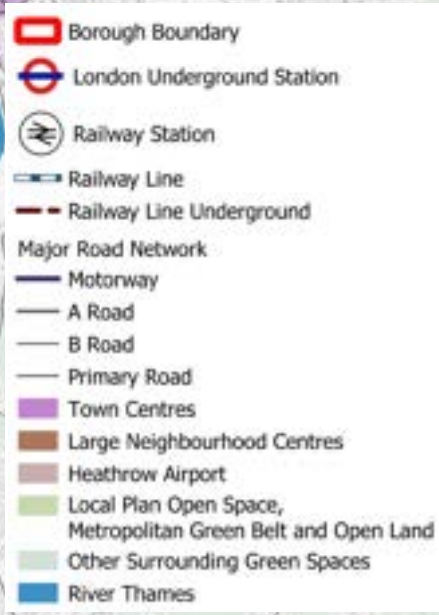 Borough Boundary
London Underground Station
Railway Station
Railway Line
Railway Line Underground
Major Road Network
Motorway
A Road
B Road
Primary Road
Town Centres
Large Neighbourhood Centres
Heathrow Airport
Local Plan Open Space,
Metropolitan Green Belt and Open Land
Other Surrounding Green Spaces
River Thames